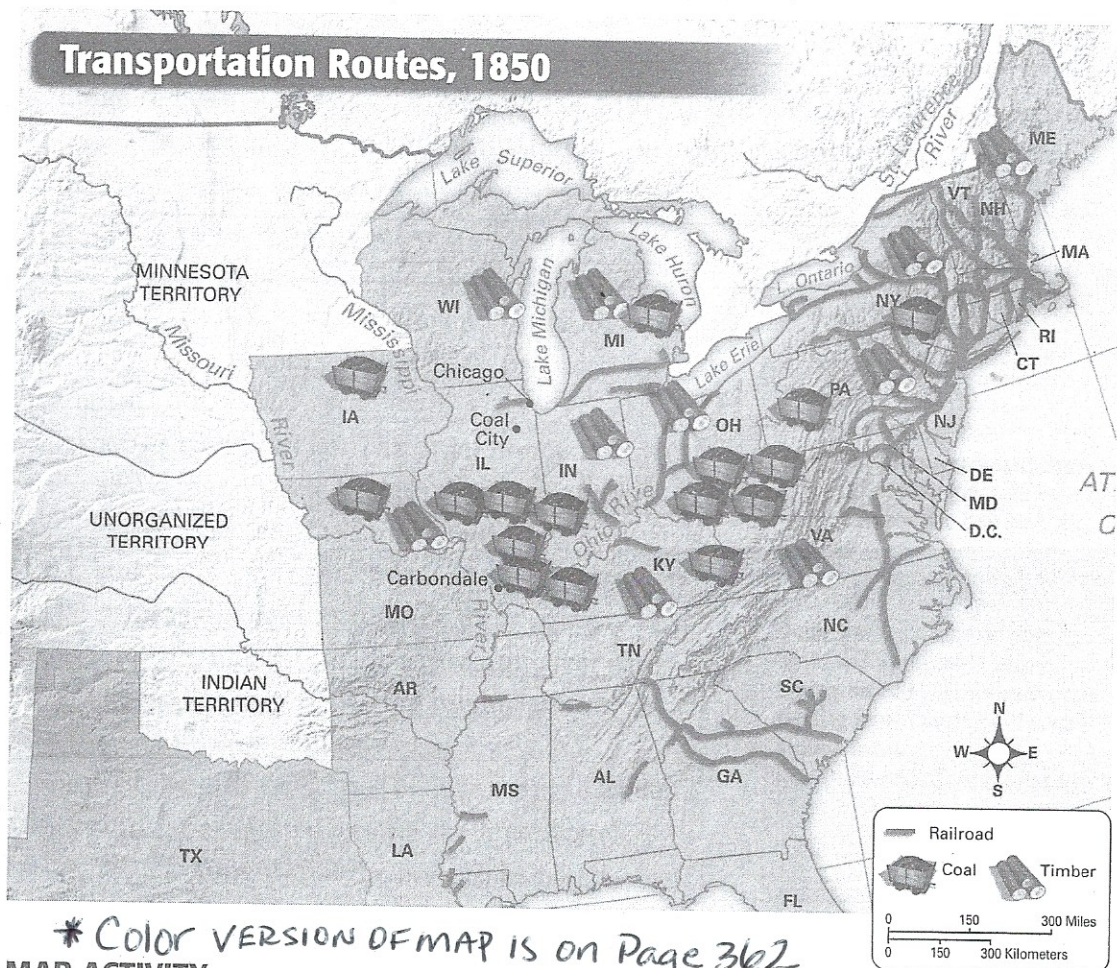 Transportation Routes, 1850
St. Lawrence
River
ME
Lake Superior
VT
NH
Lake Huron
MA
MINNESOTA
TERRITORY
L. Ontario
WI
Lake Michigan
NY
Mississippi
MI
RI
Missouri
Lake Erie
CT
Chicago
PA
IA
Coal
City
OH
NJ
River
IL
IN
DE
AT
MD
UNORGANIZED
TERRITORY
Ohio River
D.C.
C
VA
KY
Carbondale
MO
River
NC
TN
INDIAN
TERRITORY
AR
SC
N
W E
S
MS
AL
GA
TX
LA
FL
Railroad
Coal Timber
0 150 300 Miles
0 150 300 Kilometers
* Color VERSION OF MAP IS ON Page 362
MAP ACTIVITY